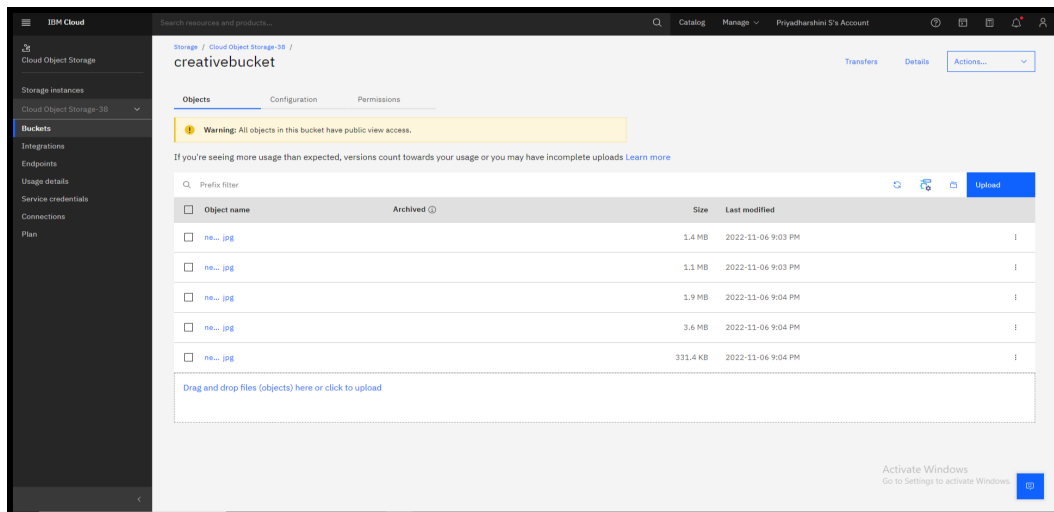 IBM Cloud
Search resources and products...
Catalog
Manage
Priyadharshini S's Account
Cloud Object Storage
Storage instances
Cloud Object Storage-38
Buckets
Integrations
Endpoints
Usage details
Service credentials
Connections
Plan
Storage / Cloud Object Storage-38 /
creativebucket
Transfers
Details
Actions...
Objects
Configuration
Permissions
Warning: All objects in this bucket have public view access.
If you're seeing more usage than expected, versions count towards your usage or you may have incomplete uploads Learn more
Prefix filter
Upload
Object name Archived Size Last modified
ne... jpg 1.4 MB 2022-11-06 9:03 PM
ne... jpg 1.1 MB 2022-11-06 9:03 PM
ne... jpg 1.9 MB 2022-11-06 9:04 PM
ne... jpg 3.6 MB 2022-11-06 9:04 PM
ne... jpg 331.4 KB 2022-11-06 9:04 PM
Drag and drop files (objects) here or click to upload
Activate Windows
Go to Settings to activate Windows.